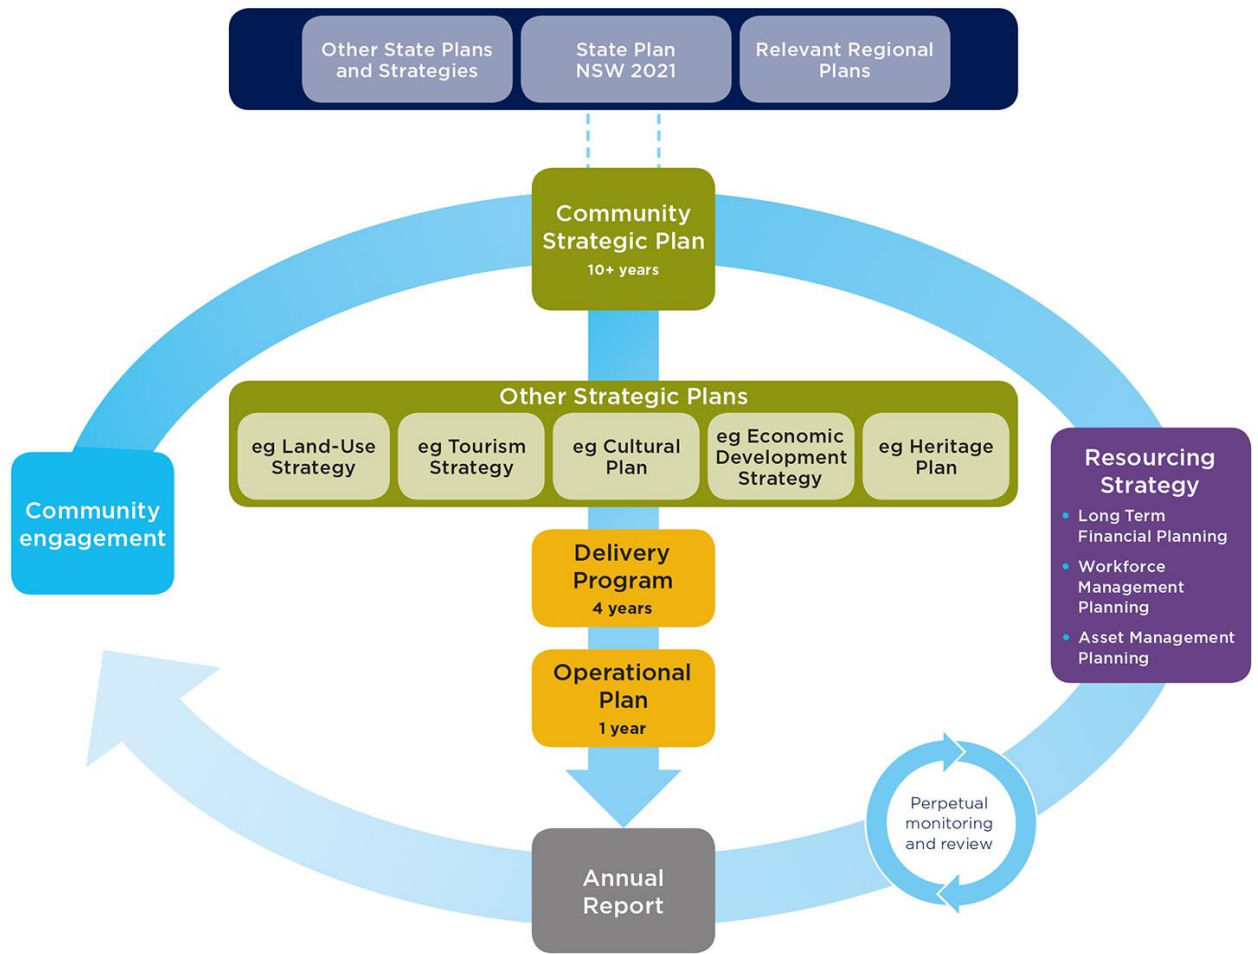 Other State Plans
and Strategies
State Plan
NSW 2021
Relevant Regional
Plans
Community
Strategic Plan
10+ years
Other Strategic Plans
eg Land-Use
Strategy
eg Tourism
Strategy
eg Cultural
Plan
eg Economic
Development
Strategy
eg Heritage
Plan
Community
engagement
Resourcing
Strategy
• Long Term
Financial Planning
• Workforce
Management
Planning
• Asset Management
Planning
Delivery
Program
4 years
Operational
Plan
1 year
Perpetual
monitoring
and review
Annual
Report